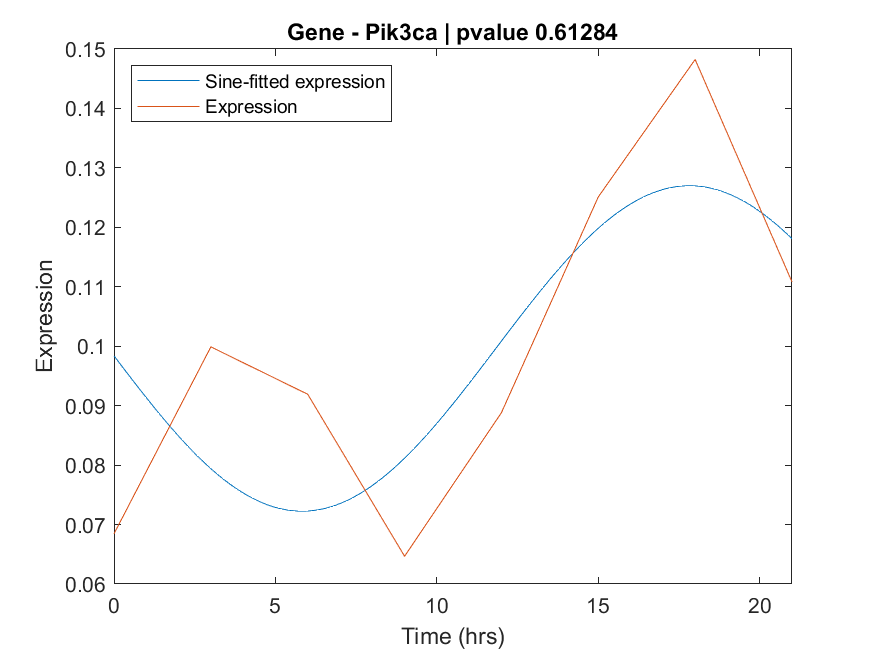 Gene - Pik3ca | pvalue 0.61284
0.15
0.14
0.13
0.12
0.11
0.1
0.09
0.08
0.07
0.06
Expression
Sine-fitted expression
Expression
0 5 10 15 20
Time (hrs)